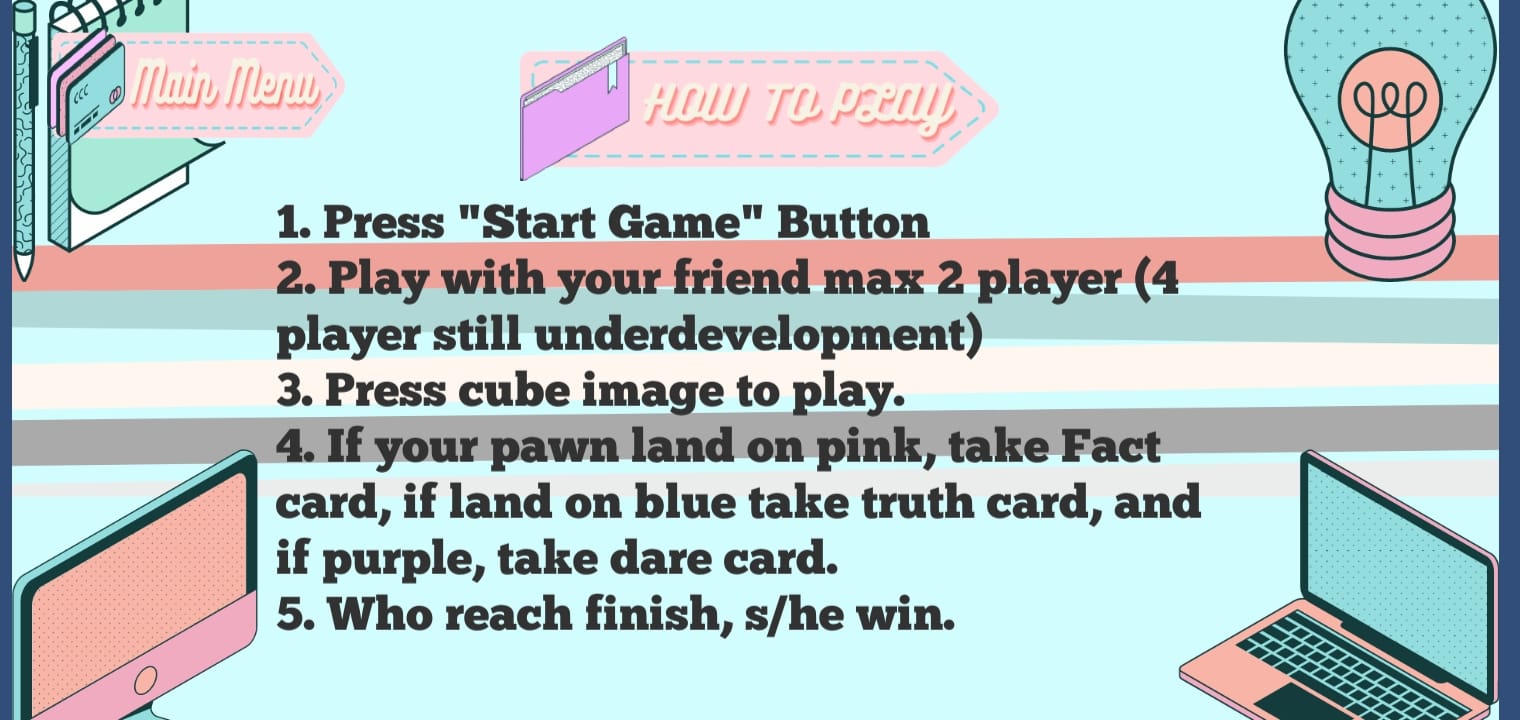 Main Menu
HOW TO PLAY
1. Press "Start Game" Button
2. Play with your friend max 2 player (4
player still underdevelopment)
3. Press cube image to play.
4. If your pawn land on pink, take Fact
card, if land on blue take truth card, and
if purple, take dare card.
5. Who reach finish, s/he win.